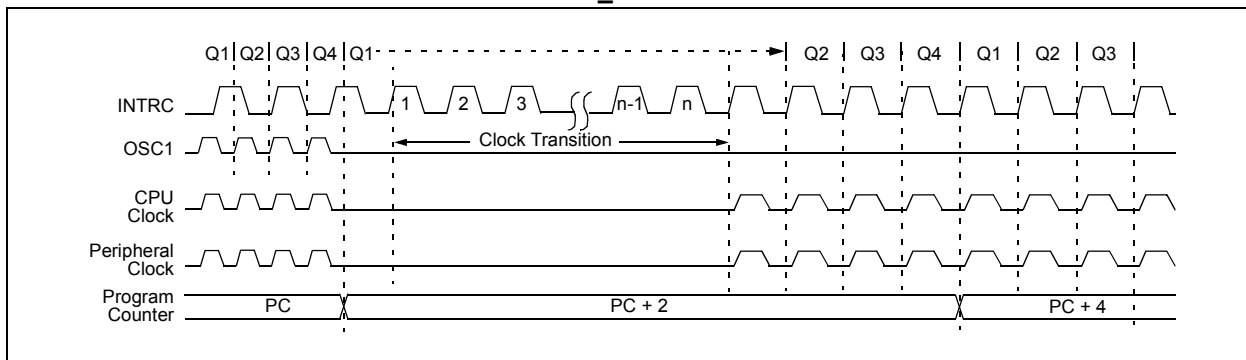 Q1 Q2 Q3 Q4 Q1 Q2 Q3 Q4 Q1 Q2 Q3
INTRC 1 2 3 n-1 n
Clock Transition
OSC1
CPU
Clock
Peripheral
Clock
Program
Counter
PC PC + 2 PC + 4